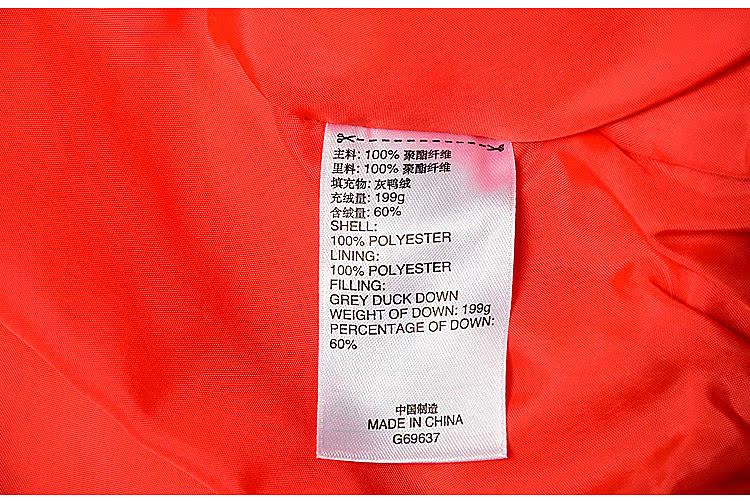 主料: 100% 聚酯纤维
里料: 100% 聚酯纤维
填充物: 灰鸭绒
充绒量: 199g
含绒量: 60%
SHELL:
100% POLYESTER
LINING:
100% POLYESTER
FILLING:
GREY DUCK DOWN
WEIGHT OF DOWN: 199g
PERCENTAGE OF DOWN:
60%
中国制造
MADE IN CHINA
G69637